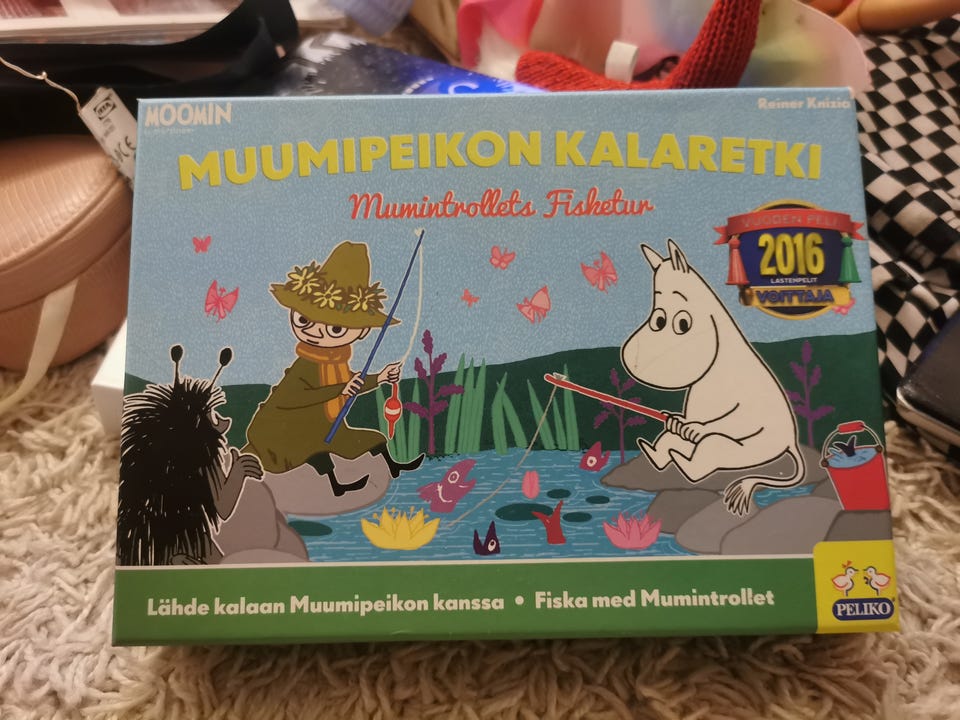 MOOMIN
Reiner Knizia
MUUMIPEIKON KALARETKI
Mumintrollets Fisketur
VUODEN PELI
2016
LASTENPELIT
VOITTAJA
Lähde kalaan Muumipeikon kanssa • Fiska med Mumintrollet
PELIKO
IKEA